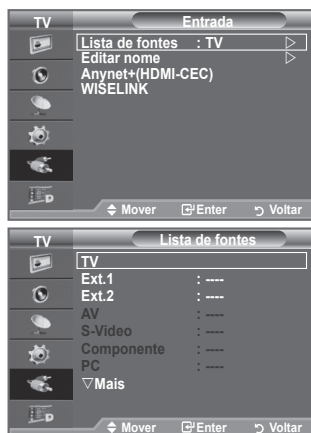 TV Entrada
Lista de fontes : TV ▷
Editar nome ▷
Anynet+(HDMI-CEC)
WISELINK
Mover Enter Voltar
TV Lista de fontes
TV
Ext.1 : ----
Ext.2 : ----
AV : ----
S-Video : ----
Componente : ----
PC : ----
▽Mais
Mover Enter Voltar